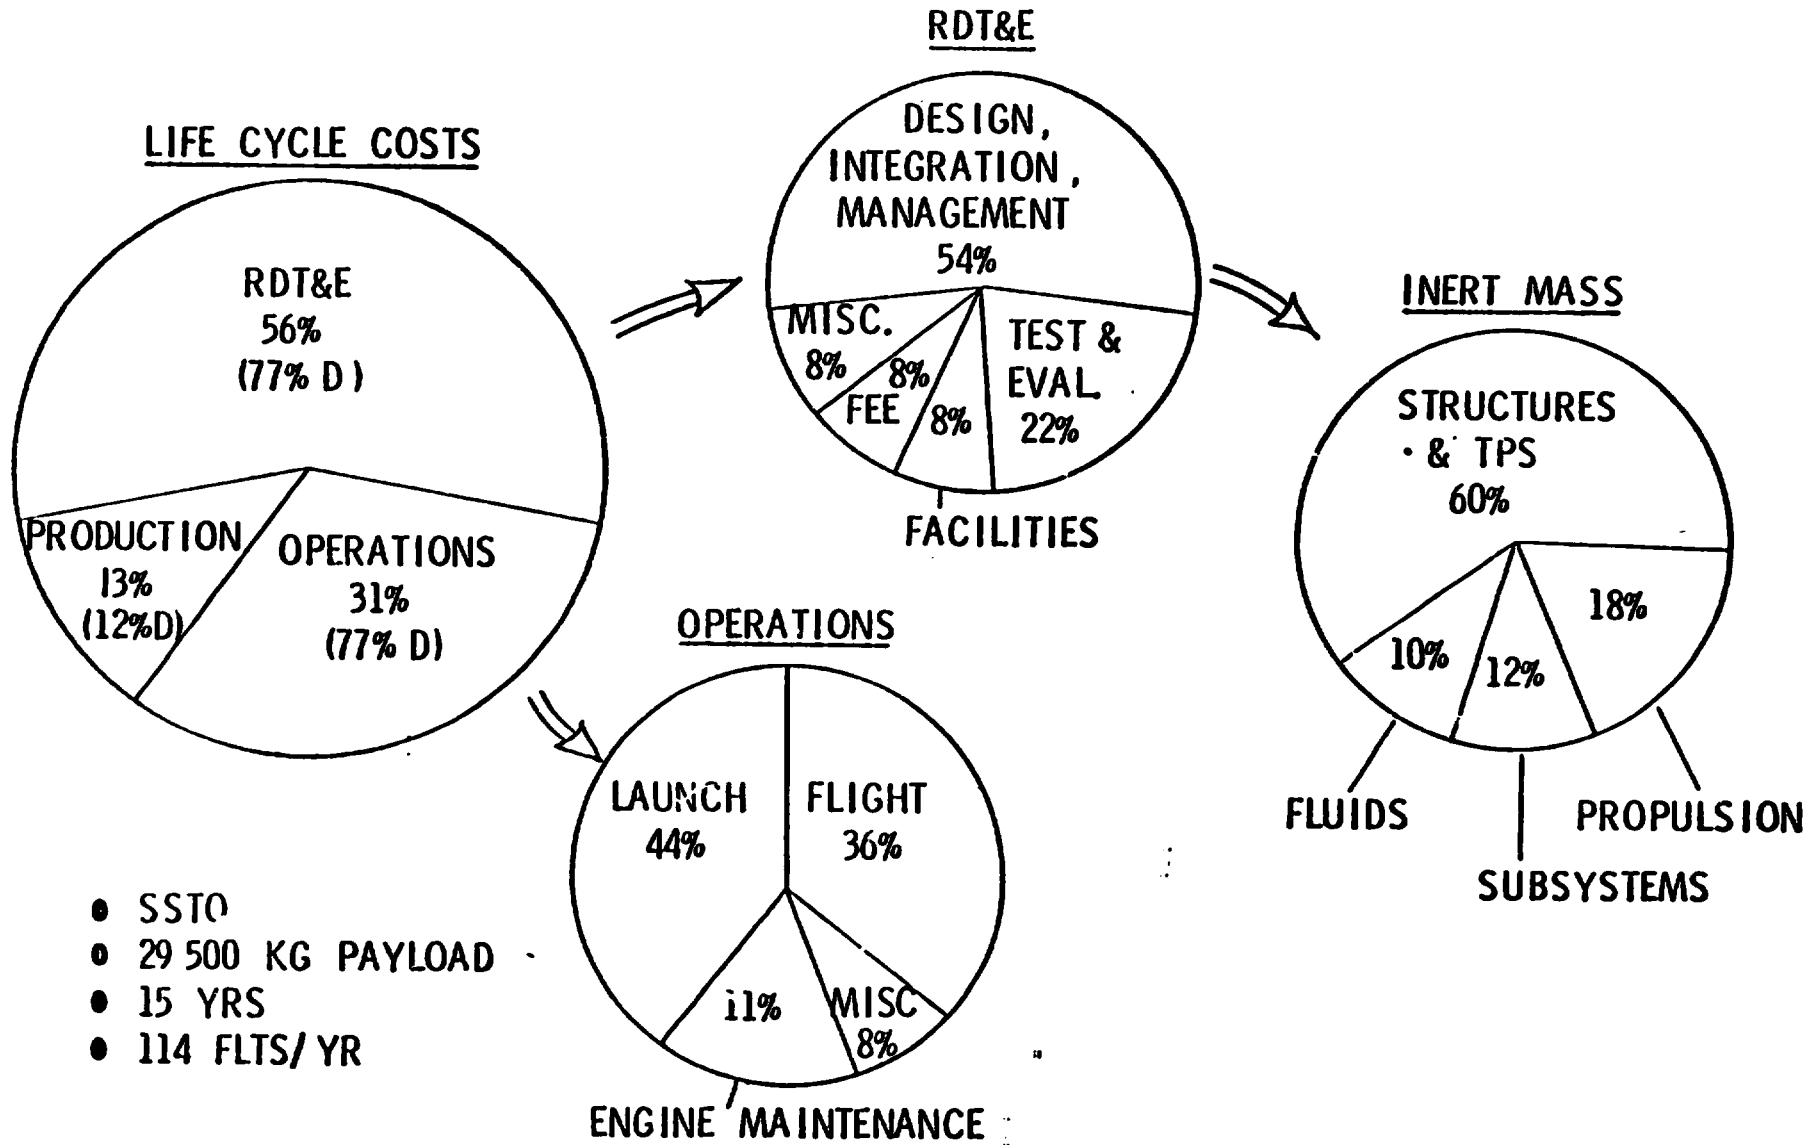 LIFE CYCLE COSTS
RDT&E
56%
(77% D)
PRODUCTION
13%
(12%D)
OPERATIONS
31%
(77% D)
RDT&E
DESIGN,
INTEGRATION,
MANAGEMENT
54%
MISC.
8%
8%
FEE
8%
FACILITIES
TEST &
EVAL.
22%
INERT MASS
STRUCTURES
& TPS
60%
10%
12%
18%
FLUIDS
SUBSYSTEMS
PROPULSION
OPERATIONS
LAUNCH
44%
FLIGHT
36%
11%
MISC
8%
ENGINE MAINTENANCE
• SSTO
• 29 500 KG PAYLOAD
• 15 YRS
• 114 FLTS/YR